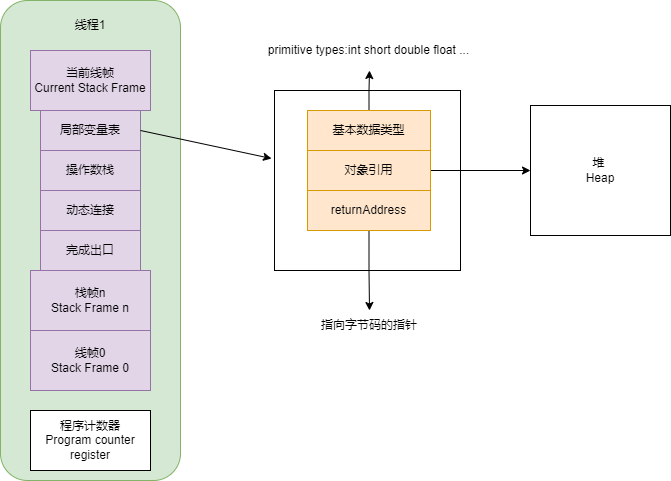 线程1
当前线帧
Current Stack Frame
局部变量表
操作数栈
动态连接
完成出口
栈帧n
Stack Frame n
线帧0
Stack Frame 0
程序计数器
Program counter
register
primitive types:int short double float ...
基本数据类型
对象引用
returnAddress
指向字节码的指针
堆
Heap